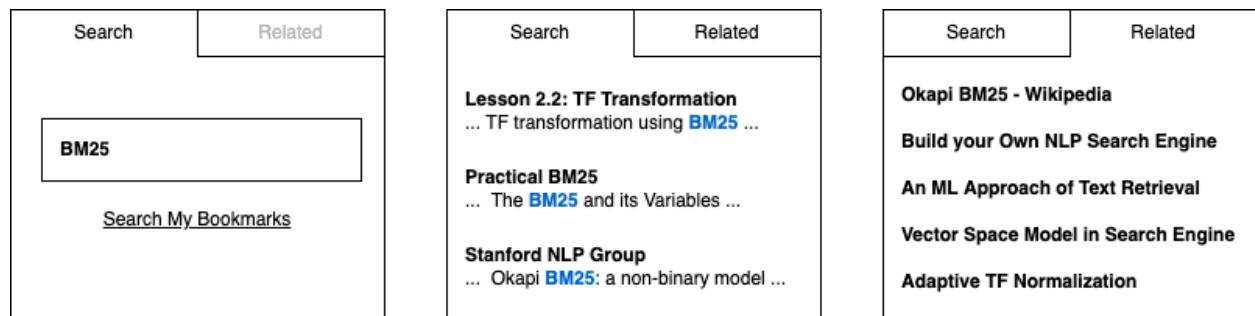 Search Related
BM25
Search My Bookmarks
Search Related
Lesson 2.2: TF Transformation
... TF transformation using BM25 ...
Practical BM25
... The BM25 and its Variables ...
Stanford NLP Group
... Okapi BM25: a non-binary model ...
Search Related
Okapi BM25 - Wikipedia
Build your Own NLP Search Engine
An ML Approach of Text Retrieval
Vector Space Model in Search Engine
Adaptive TF Normalization